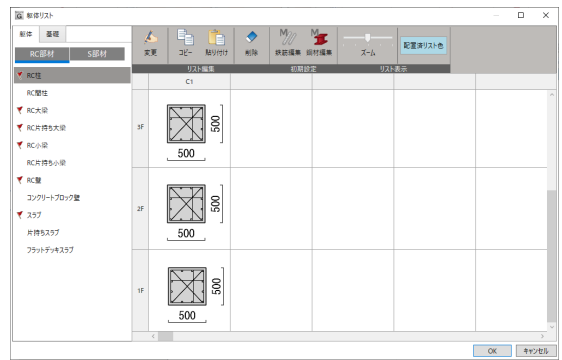 躯体リスト
躯体 基礎
RC部材 S部材
変更 コピー 貼り付け 削除 鉄筋編集 鋼材編集 ズーム 配置済リスト色
リスト編集 初期設定 リスト表示
RC柱
RC間柱
RC大梁
RC片持ち大梁
RC小梁
RC片持ち小梁
RC壁
コンクリートブロック壁
スラブ
片持ちスラブ
フラットデッキスラブ
C1
3F
500
500
2F
500
500
1F
500
500
OK キャンセル